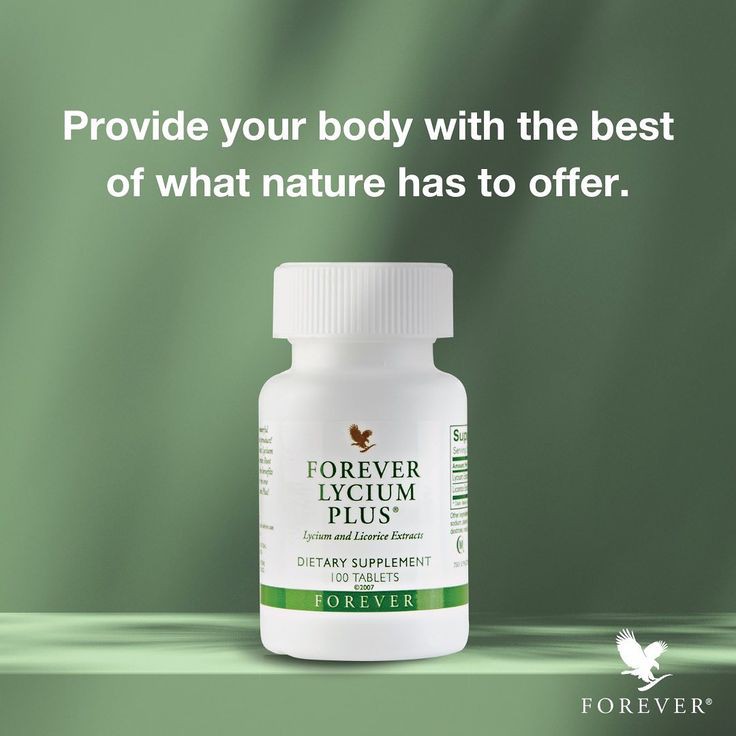 Provide your body with the best
of what nature has to offer.
FOREVER
LYCIUM
PLUS®
Lycium and Licorice Extracts
DIETARY SUPPLEMENT
100 TABLETS
©2007
FOREVER
Serving
FOREVER®